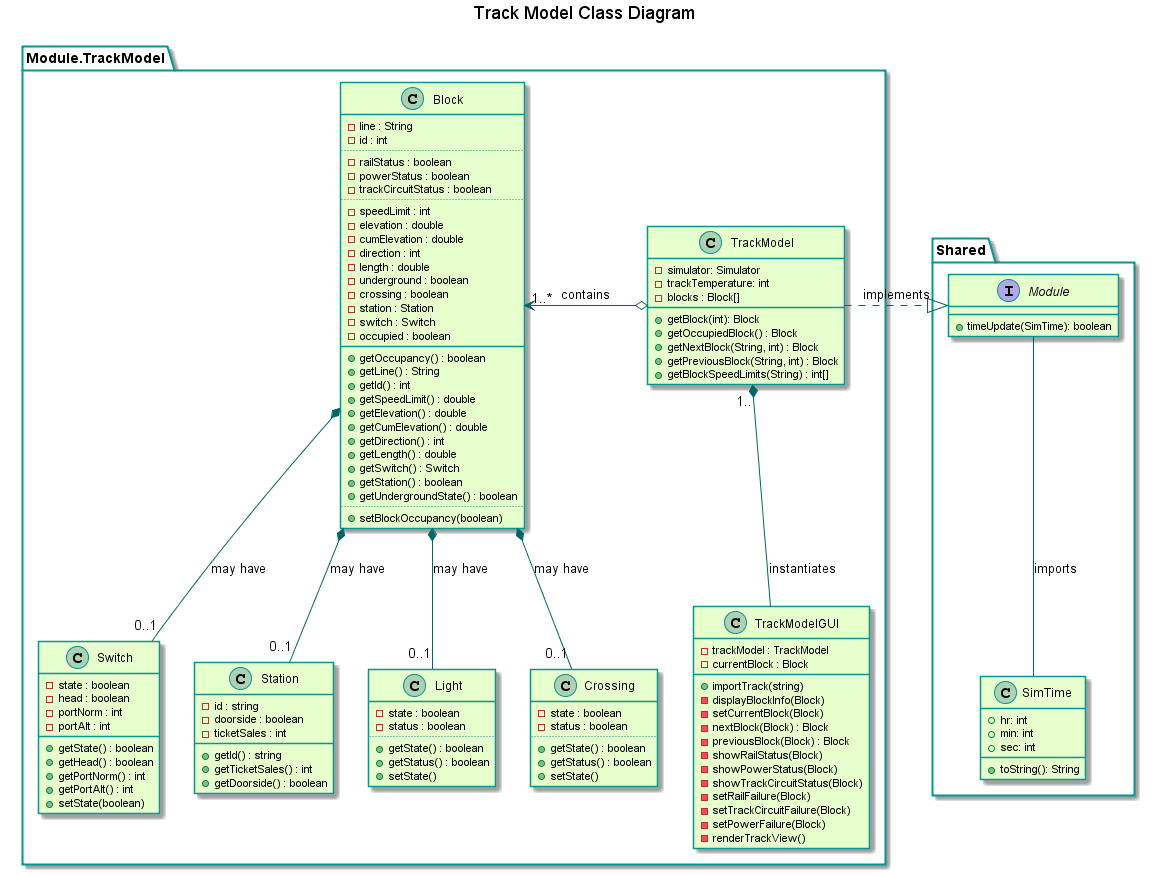 Track Model Class Diagram
Module.TrackModel
C Block
line : String
id : int
railStatus : boolean
powerStatus : boolean
trackCircuitStatus : boolean
speedLimit : int
elevation : double
cumElevation : double
direction : int
length : double
underground : boolean
crossing : boolean
station : Station
switch : Switch
occupied : boolean
getOccupancy() : boolean
getLine() : String
getId() : int
getSpeedLimit() : double
getElevation() : double
getCumElevation() : double
getDirection() : int
getLength() : double
getSwitch() : Switch
getStation() : boolean
getUndergroundState() : boolean
setBlockOccupancy(boolean)
1..* contains
C TrackModel
simulator: Simulator
trackTemperature: int
blocks : Block[]
getBlock(int): Block
getOccupiedBlock() : Block
getNextBlock(String, int) : Block
getPreviousBlock(String, int) : Block
getBlockSpeedLimits(String) : int[]
implements
Shared
I Module
timeUpdate(SimTime): boolean
1..
may have
may have
may have
may have
instantiates
imports
0..1
0..1
0..1
0..1
C Switch
state : boolean
head : boolean
portNorm : int
portAlt : int
getState() : boolean
getHead() : boolean
getPortNorm() : int
getPortAlt() : int
setState(boolean)
C Station
id : string
doorside : boolean
ticketSales : int
getId() : string
getTicketSales() : int
getDoorside() : boolean
C Light
state : boolean
status : boolean
getState() : boolean
getStatus() : boolean
setState()
C Crossing
state : boolean
status : boolean
getState() : boolean
getStatus() : boolean
setState()
C TrackModelGUI
trackModel : TrackModel
currentBlock : Block
importTrack(string)
displayBlockInfo(Block)
setCurrentBlock(Block)
nextBlock(Block) : Block
previousBlock(Block) : Block
showRailStatus(Block)
showPowerStatus(Block)
showTrackCircuitStatus(Block)
setRailFailure(Block)
setTrackCircuitFailure(Block)
setPowerFailure(Block)
renderTrackView()
C SimTime
hr: int
min: int
sec: int
toString(): String